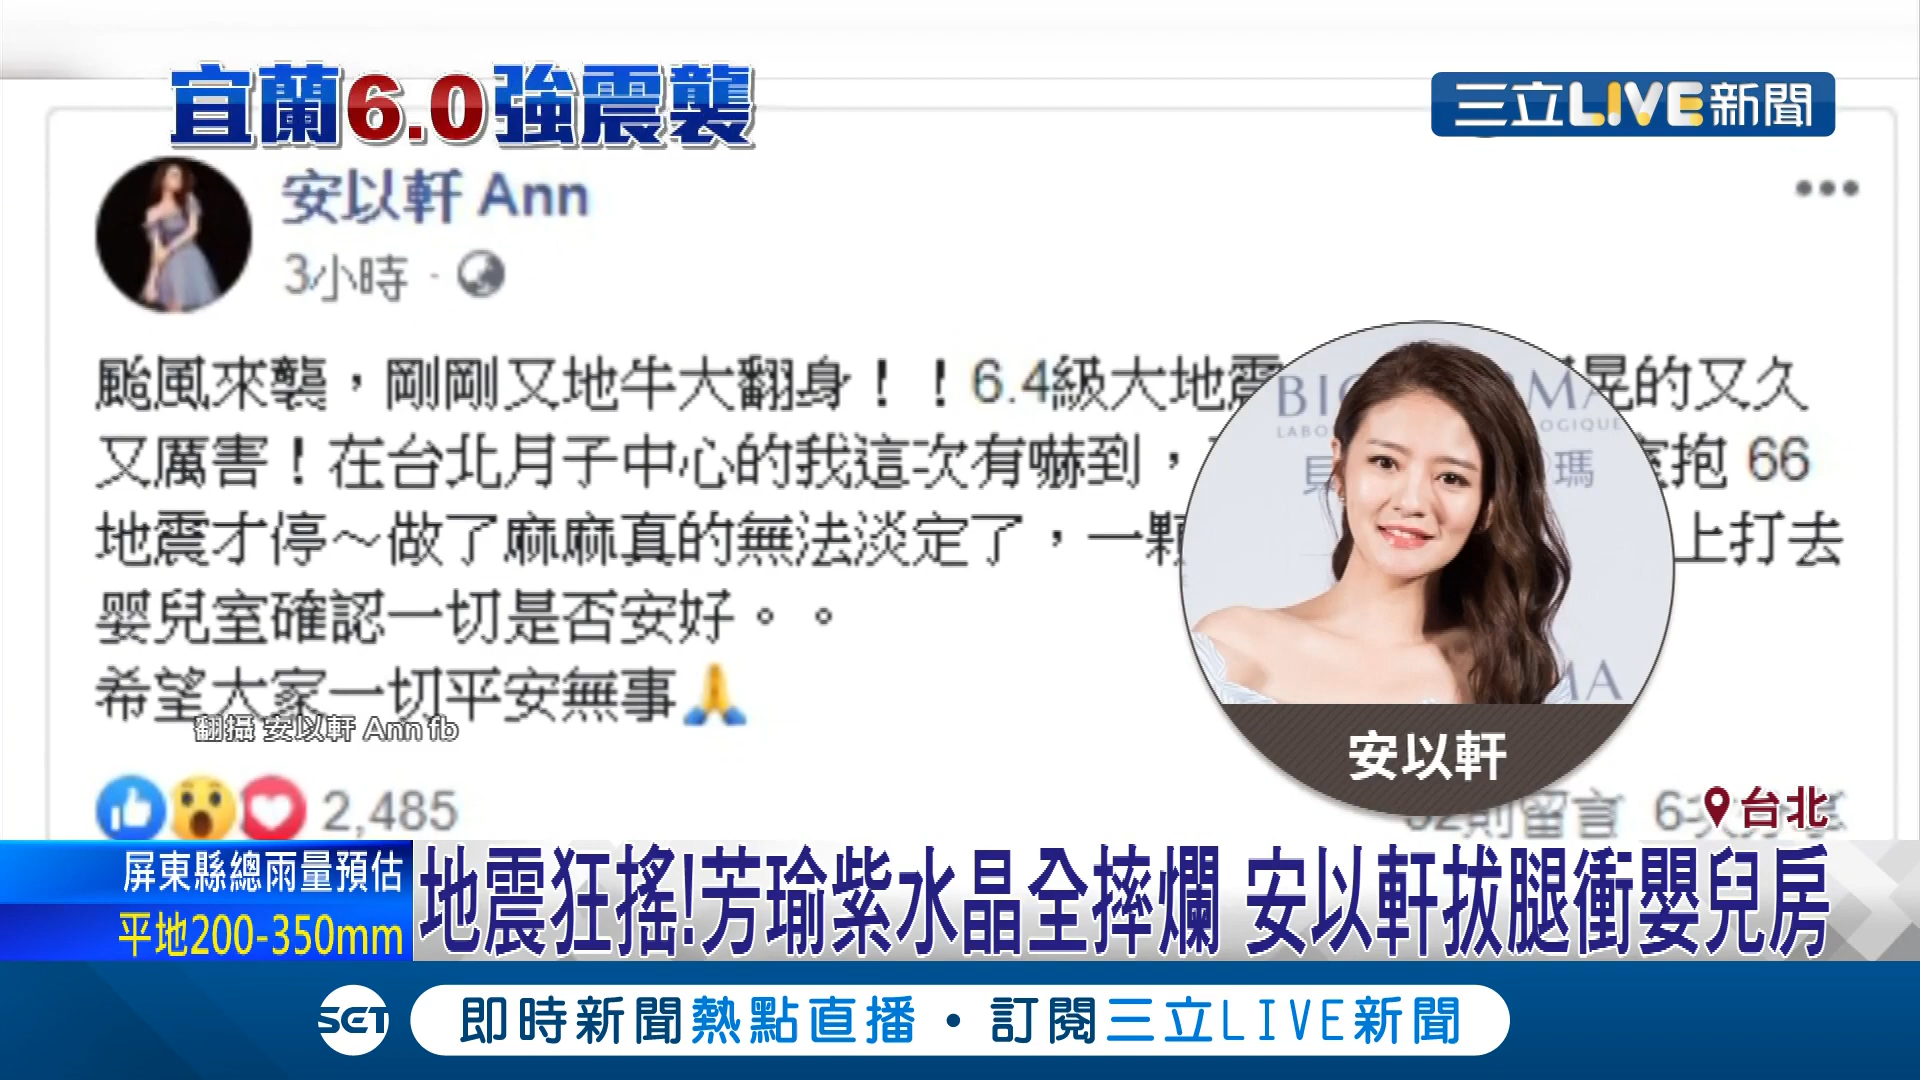 宜蘭6.0強震襲
三立LIVE新聞
安以軒 Ann
3小時
颱風來襲，剛剛又地牛大翻身！！6.4級大地震 晃的又久
又厲害！在台北月子中心的我這次有嚇到， 抱 66
地震才停～做了麻麻真的無法淡定了，一顆 上打去
嬰兒室確認一切是否安好。。
希望大家一切平安無事🙏
翻攝 安以軒 Ann fb
安以軒
2,485
則留言 6次分享
台北
屏東縣總雨量預估
平地200-350mm
地震狂搖!芳瑜紫水晶全摔爛 安以軒拔腿衝嬰兒房
SET
即時新聞熱點直播・訂閱三立LIVE新聞